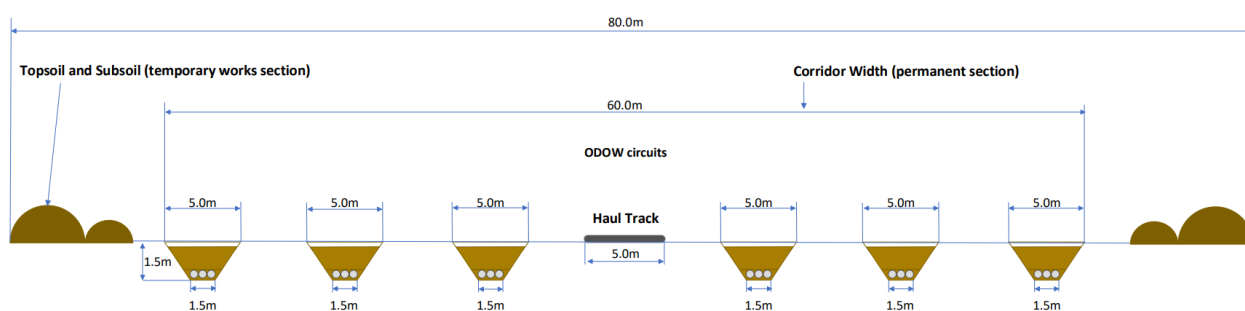 80.0m
Topsoil and Subsoil (temporary works section)
Corridor Width (permanent section)
60.0m
ODOW circuits
5.0m 5.0m 5.0m Haul Track 5.0m 5.0m 5.0m
1.5m
5.0m
1.5m 1.5m 1.5m 1.5m 1.5m 1.5m